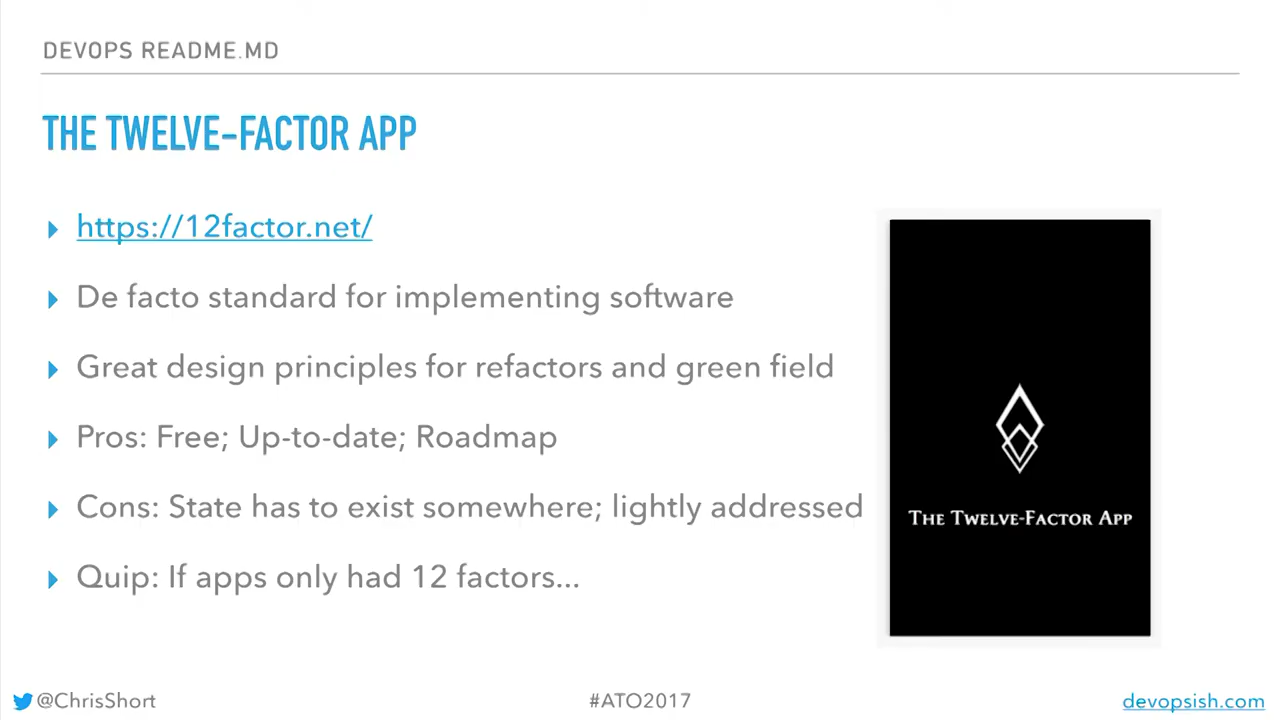 DEVOPS README.MD
THE TWELVE-FACTOR APP
https://12factor.net/
De facto standard for implementing software
Great design principles for refactors and green field
Pros: Free; Up-to-date; Roadmap
Cons: State has to exist somewhere; lightly addressed
Quip: If apps only had 12 factors...
THE TWELVE-FACTOR APP
@ChrisShort
#ATO2017
devopsish.com